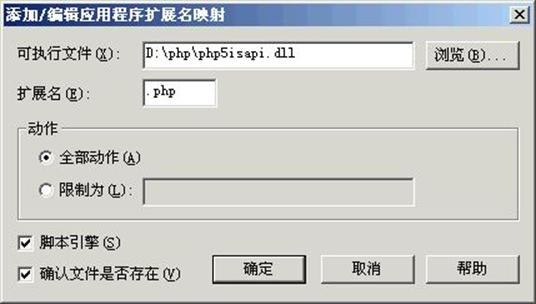 添加/编辑应用程序扩展名映射
可执行文件(X): D:\php\php5isapi.dll 浏览(R)...
扩展名(E): .php
动作
全部动作(A)
限制为(L):
脚本引擎(S)
确认文件是否存在(V)
确定 取消 帮助